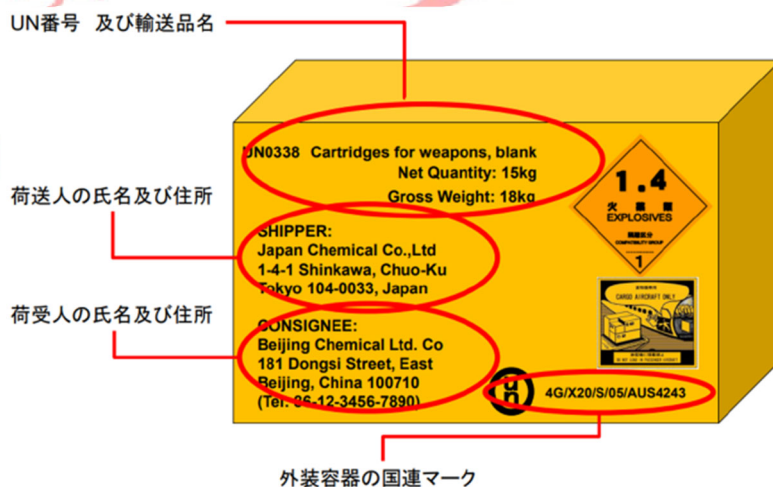 UN番号 及び輸送品名
UN0338 Cartridges for weapons, blank
Net Quantity: 15kg
Gross Weight: 18kg
1.4
火薬類
EXPLOSIVES
隔離区分
COMPATIBILITY GROUP
1
荷送人の氏名及び住所
SHIPPER:
Japan Chemical Co.,Ltd
1-4-1 Shinkawa, Chuo-Ku
Tokyo 104-0033, Japan
CARGO AIRCRAFT ONLY
荷受人の氏名及び住所
CONSIGNEE:
Beijing Chemical Ltd. Co
181 Dongsi Street, East
Beijing, China 100710
(Tel: 86-12-3456-7890)
un
4G/X20/S/05/AUS4243
外装容器の国連マーク